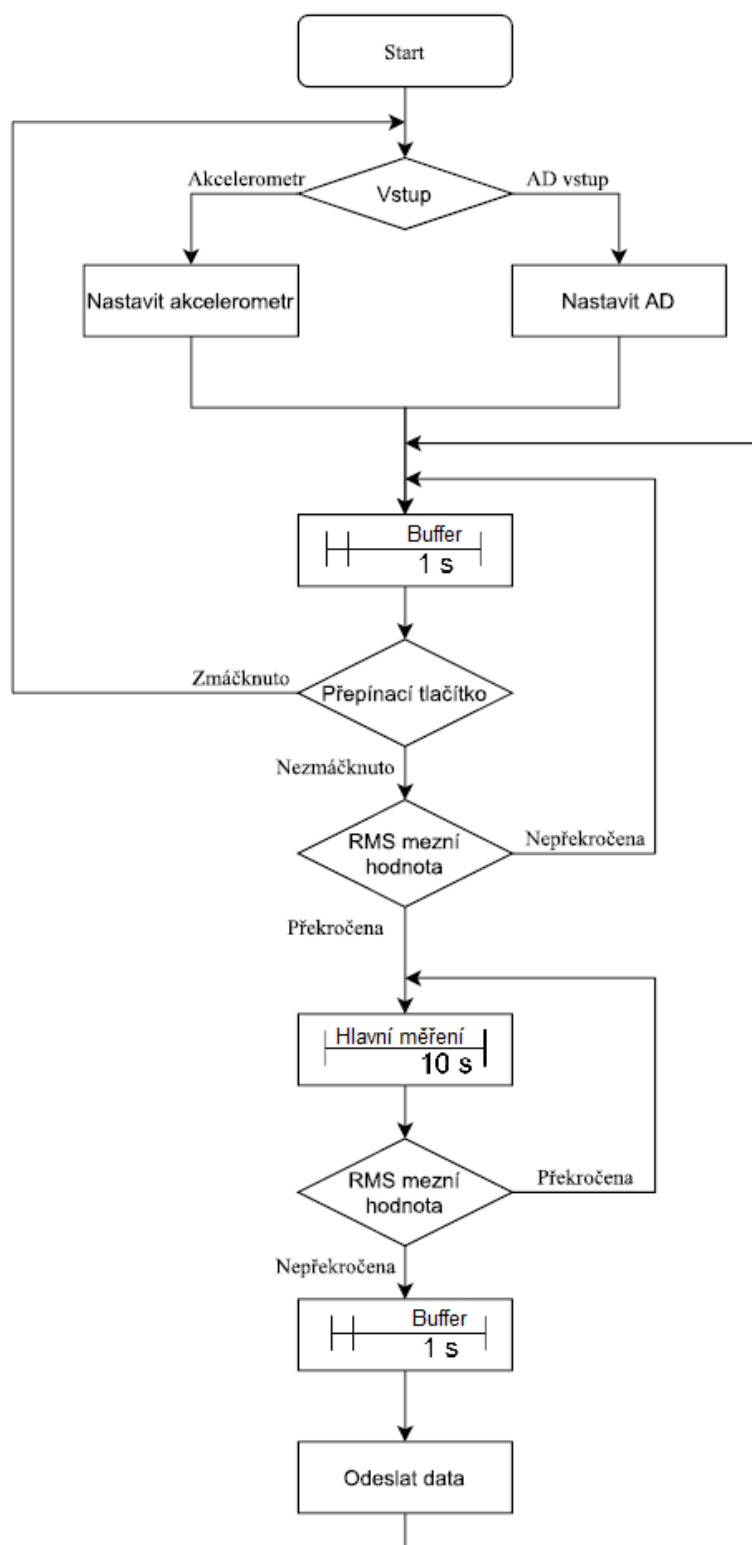 Start
Akcelerometr
Vstup
AD vstup
Nastavit akcelerometr
Nastavit AD
Buffer
1 s
Zmáčknuto
Přepínací tlačítko
Nezmáčknuto
RMS mezní
hodnota
Nepřekročena
Překročena
Hlavní měření
10 s
RMS mezní
hodnota
Překročena
Nepřekročena
Buffer
1 s
Odeslat data